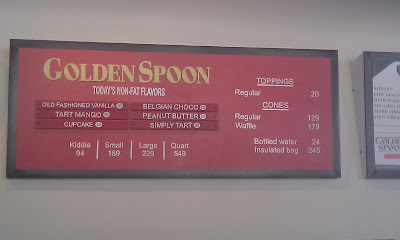 GOLDEN SPOON
TODAY'S NON-FAT FLAVORS
OLD FASHIONED VANILLA
TART MANGO
CUPCAKE
BELGIAN CHOCO
PEANUT BUTTER
SIMPLY TART
Kiddie Small Large Quart
94 159 229 549
TOPPINGS
Regular 20
CONES
Regular 129
Waffle 179
Bottled water 24
Insulated bag 245
GOLDEN
SPOON